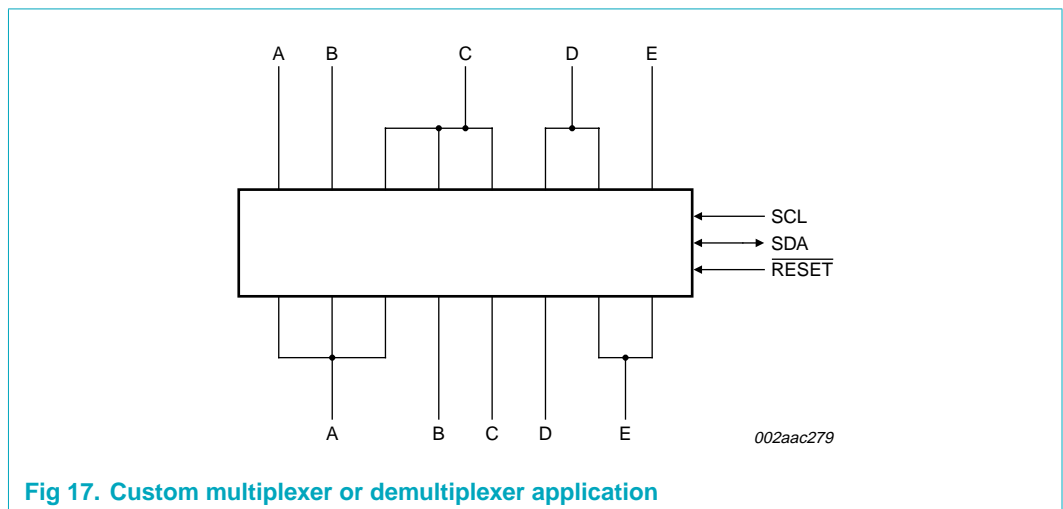 A B C D E
SCL
SDA
RESET
A B C D E
002aac279
Fig 17. Custom multiplexer or demultiplexer application